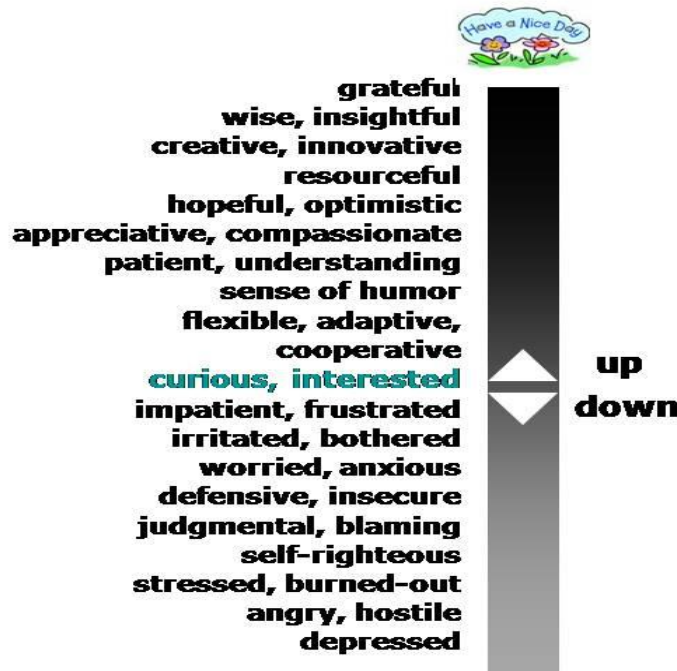 Have a Nice Day
grateful
wise, insightful
creative, innovative
resourceful
hopeful, optimistic
appreciative, compassionate
patient, understanding
sense of humor
flexible, adaptive,
cooperative
up
curious, interested
down
impatient, frustrated
irritated, bothered
worried, anxious
defensive, insecure
judgmental, blaming
self-righteous
stressed, burned-out
angry, hostile
depressed